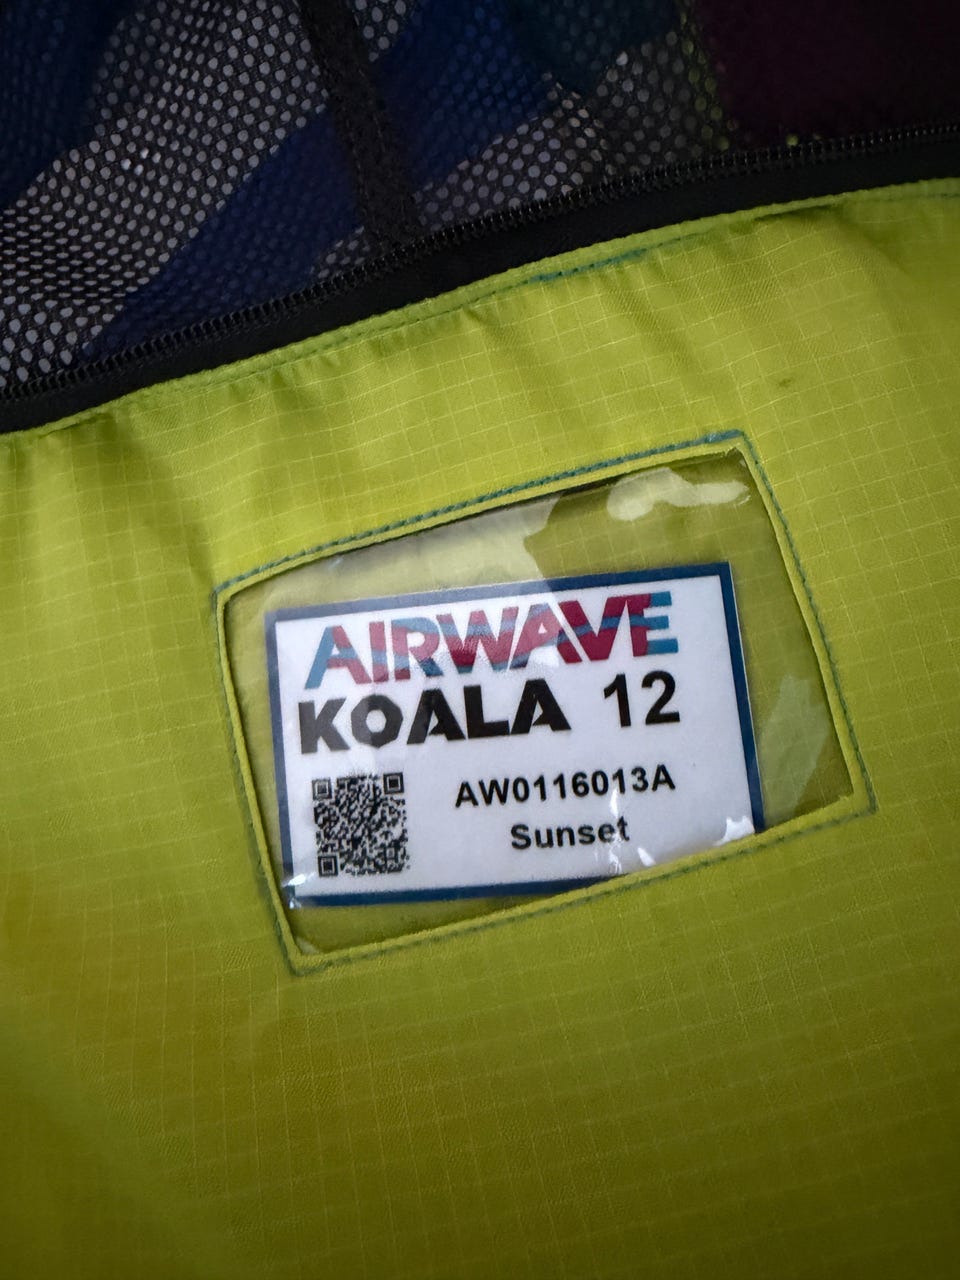 AIRWAVE
KOALA 12
AW0116013A
Sunset